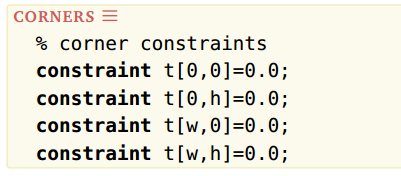 CORNERS ≡
% corner constraints
constraint t[0,0]=0.0;
constraint t[0,h]=0.0;
constraint t[w,0]=0.0;
constraint t[w,h]=0.0;